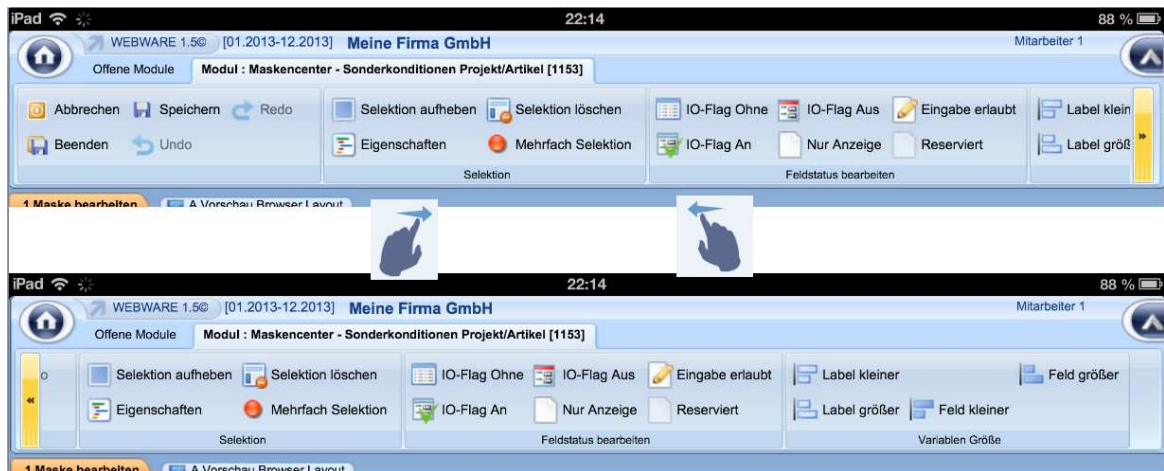 iPad 22:14 88 %
WEBWARE 1.5© [01.2013-12.2013] Meine Firma GmbH Mitarbeiter 1
Offene Module Modul : Maskencenter - Sonderkonditionen Projekt/Artikel [1153]
Abbrechen Speichern Redo Selektion aufheben Selektion löschen IO-Flag Ohne IO-Flag Aus Eingabe erlaubt Label klein
Beenden Undo Eigenschaften Mehrfach Selektion IO-Flag An Nur Anzeige Reserviert Label größ
»
Selektion Feldstatus bearbeiten
1 Maske bearbeiten A Vorschau Browser Layout
iPad 22:14 88 %
WEBWARE 1.5© [01.2013-12.2013] Meine Firma GmbH Mitarbeiter 1
Offene Module Modul : Maskencenter - Sonderkonditionen Projekt/Artikel [1153]
o Selektion aufheben Selektion löschen IO-Flag Ohne IO-Flag Aus Eingabe erlaubt Label kleiner Feld größer
«
Eigenschaften Mehrfach Selektion IO-Flag An Nur Anzeige Reserviert Label größer Feld kleiner
Selektion Feldstatus bearbeiten Variablen Größe
1 Maske bearbeiten A Vorschau Browser Layout